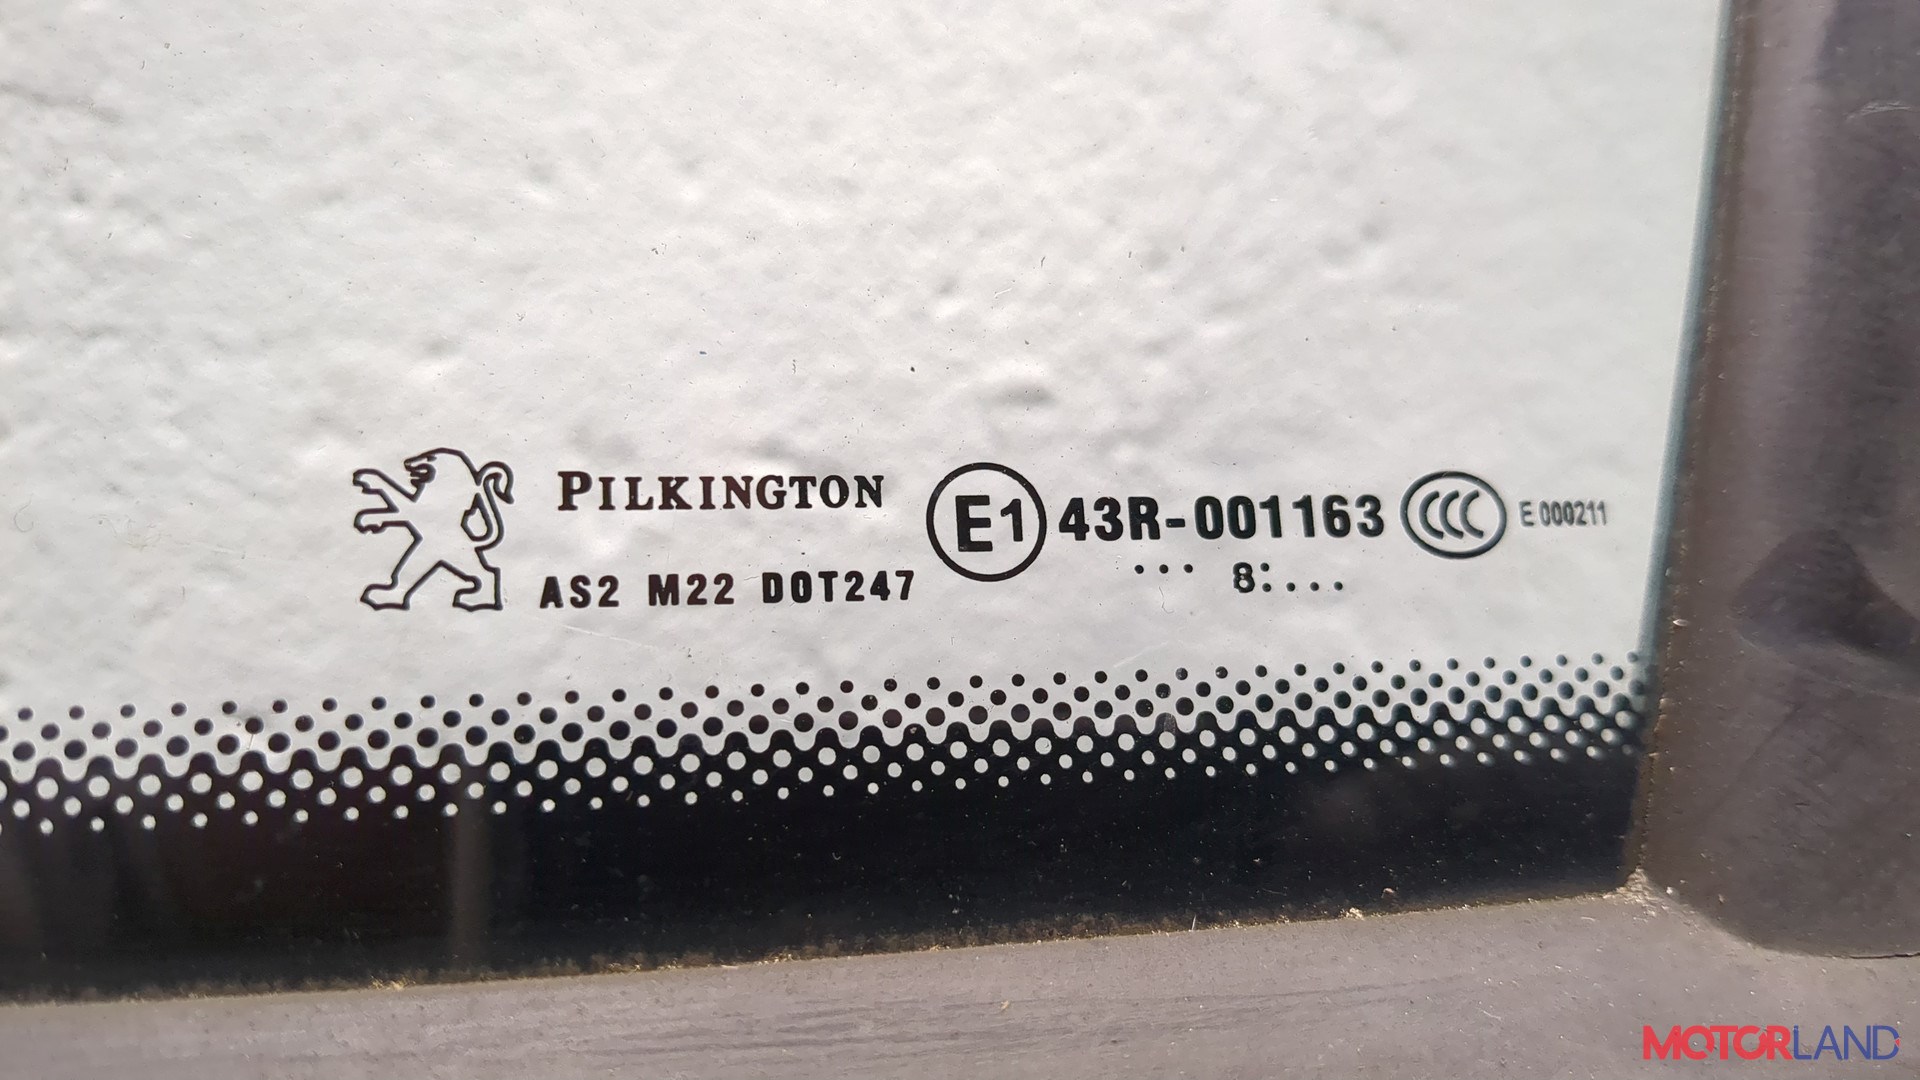 PILKINGTON
AS2 M22 DOT247
E1 43R-001163 CCC E000211
... 8:...
MOTORLAND